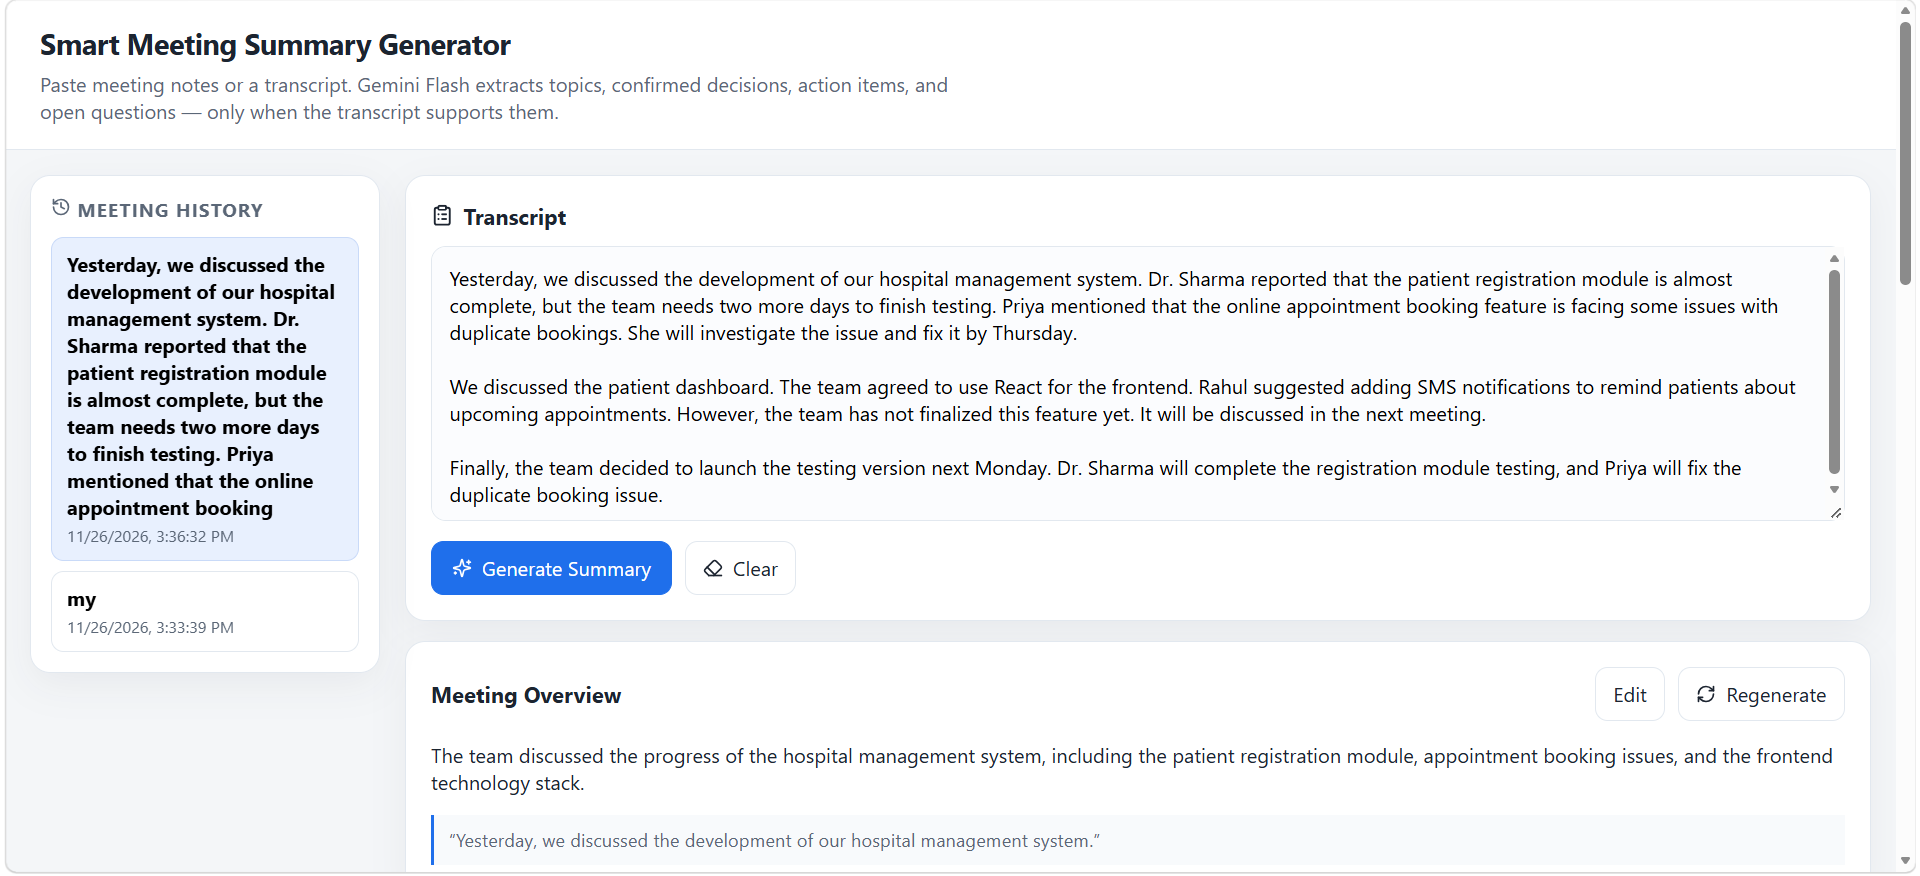 Smart Meeting Summary Generator
Paste meeting notes or a transcript. Gemini Flash extracts topics, confirmed decisions, action items, and
open questions — only when the transcript supports them.
MEETING HISTORY
Yesterday, we discussed the
development of our hospital
management system. Dr.
Sharma reported that the
patient registration module
is almost complete, but the
team needs two more days
to finish testing. Priya
mentioned that the online
appointment booking
11/26/2026, 3:36:32 PM
my
11/26/2026, 3:33:39 PM
Transcript
Yesterday, we discussed the development of our hospital management system. Dr. Sharma reported that the patient registration module is almost
complete, but the team needs two more days to finish testing. Priya mentioned that the online appointment booking feature is facing some issues with
duplicate bookings. She will investigate the issue and fix it by Thursday.
We discussed the patient dashboard. The team agreed to use React for the frontend. Rahul suggested adding SMS notifications to remind patients about
upcoming appointments. However, the team has not finalized this feature yet. It will be discussed in the next meeting.
Finally, the team decided to launch the testing version next Monday. Dr. Sharma will complete the registration module testing, and Priya will fix the
duplicate booking issue.
Generate Summary
Clear
Meeting Overview
Edit
Regenerate
The team discussed the progress of the hospital management system, including the patient registration module, appointment booking issues, and the frontend
technology stack.
“Yesterday, we discussed the development of our hospital management system.”